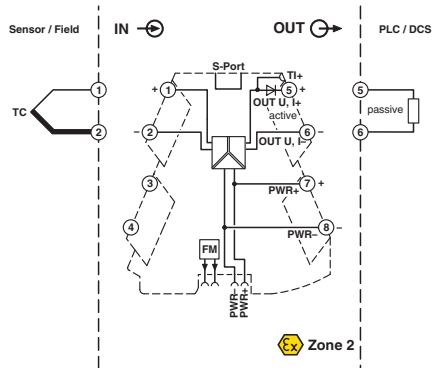 Sensor / Field
IN
OUT
PLC / DCS
S-Port
TI+
1
+ 1
5 +
5
OUT U, I+
TC
active
passive
2
– 2
6 –
6
OUT U, I–
3
7 +
PWR+
4
8 –
PWR–
FM
PWR–
PWR+
εx Zone 2